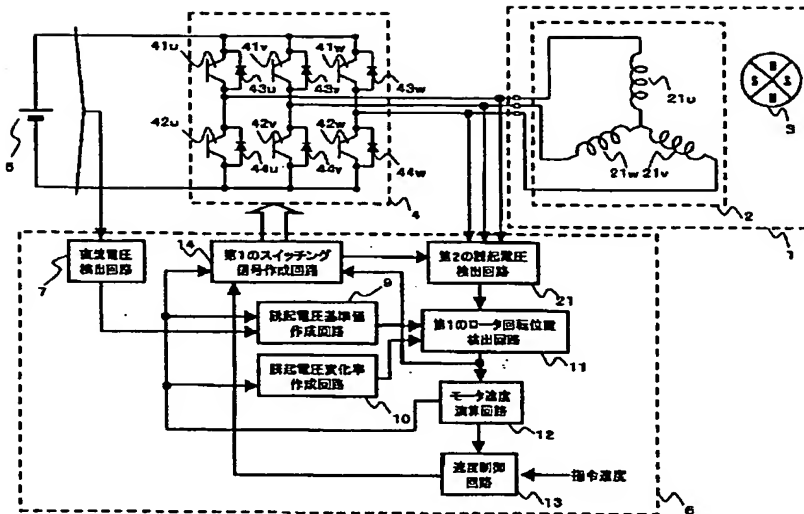 41u
41v
41w
43u
43v
43w
42u
42v
42w
44u
44v
44w
5
4
21u
21w
21v
N
S
S
N
3
2
1
直流電圧
検出回路
7
14
第1のスイッチング
信号作成回路
第2の誘起電圧
検出回路
21
9
誘起電圧基準値
作成回路
第1のロータ回転位置
検出回路
11
誘起電圧変化率
作成回路
10
モータ速度
演算回路
12
速度制御
回路
13
指令速度
6